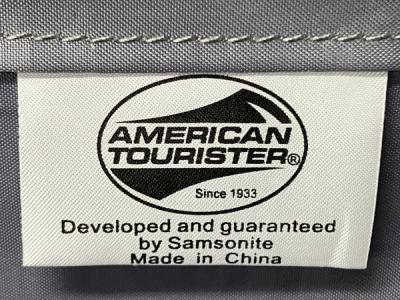 AMERICAN
TOURISTER®
Since 1933
Developed and guaranteed
by Samsonite
Made in China